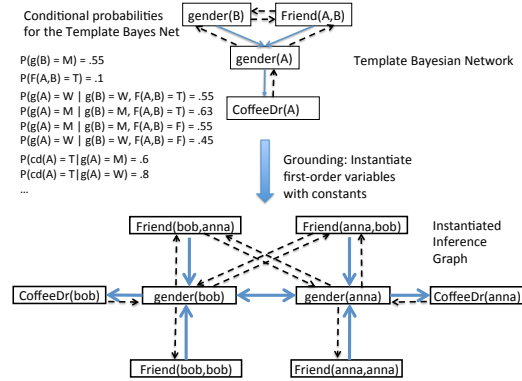 Conditional probabilities
for the Template Bayes Net
P(g(B) = M) = .55
P(F(A,B) = T) = .1
P(g(A) = W | g(B) = W, F(A,B) = T) = .55
P(g(A) = M | g(B) = M, F(A,B) = T) = .63
P(g(A) = M | g(B) = M, F(A,B) = F) = .55
P(g(A) = W | g(B) = W, F(A,B) = F) = .45
P(cd(A) = T|g(A) = M) = .6
P(cd(A) = T|g(A) = W) = .8
...
gender(B)
Friend(A,B)
gender(A)
CoffeeDr(A)
Template Bayesian Network
Grounding: Instantiate
first-order variables
with constants
Friend(bob,anna)
Friend(anna,bob)
Instantiated
Inference
Graph
CoffeeDr(bob)
gender(bob)
gender(anna)
CoffeeDr(anna)
Friend(bob,bob)
Friend(anna,anna)